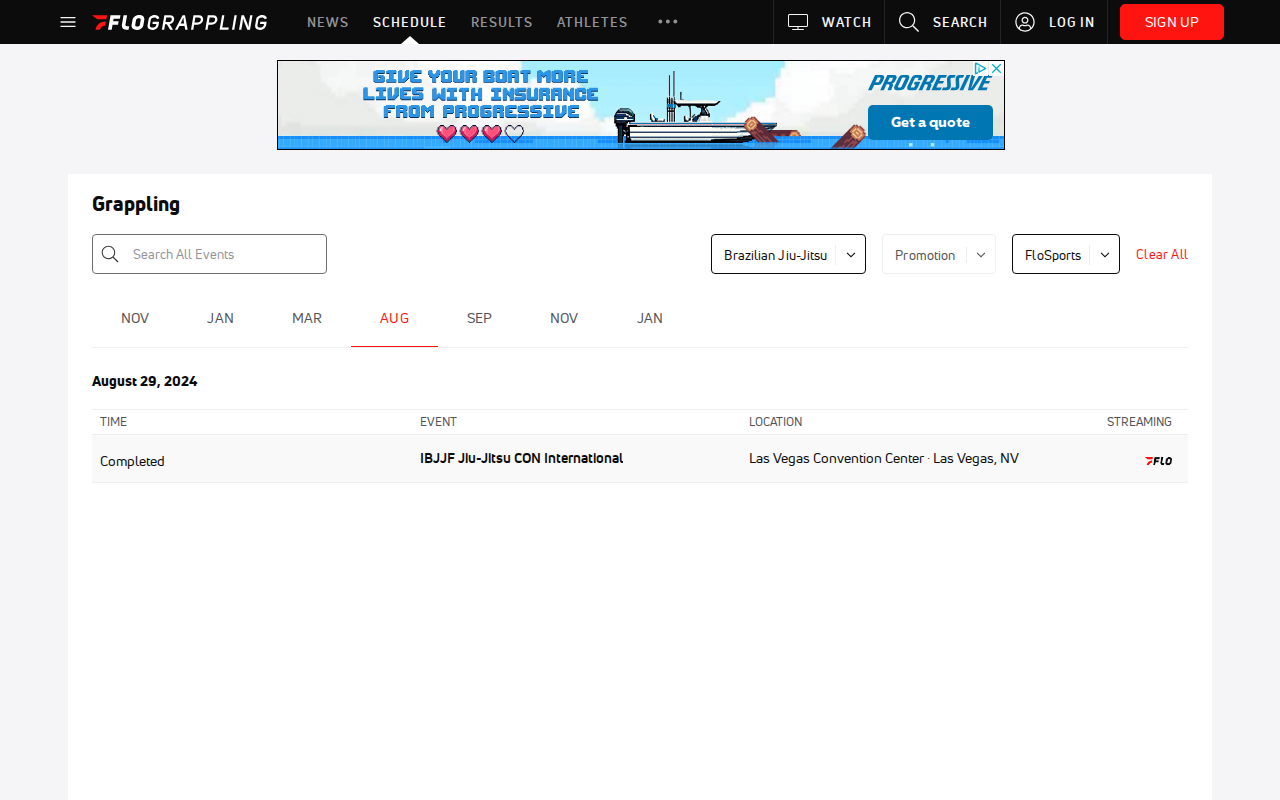 FLOGRAPPLING
NEWS
SCHEDULE
RESULTS
ATHLETES
WATCH
SEARCH
LOG IN
SIGN UP
GIVE YOUR BOAT MORE
LIVES WITH INSURANCE
FROM PROGRESSIVE
PROGRESSIVE
Get a quote
Grappling
Search All Events
Brazilian Jiu-Jitsu
Promotion
FloSports
Clear All
NOV
JAN
MAR
AUG
SEP
NOV
JAN
August 29, 2024
TIME
EVENT
LOCATION
STREAMING
Completed
IBJJF Jiu-Jitsu CON International
Las Vegas Convention Center · Las Vegas, NV
FLO